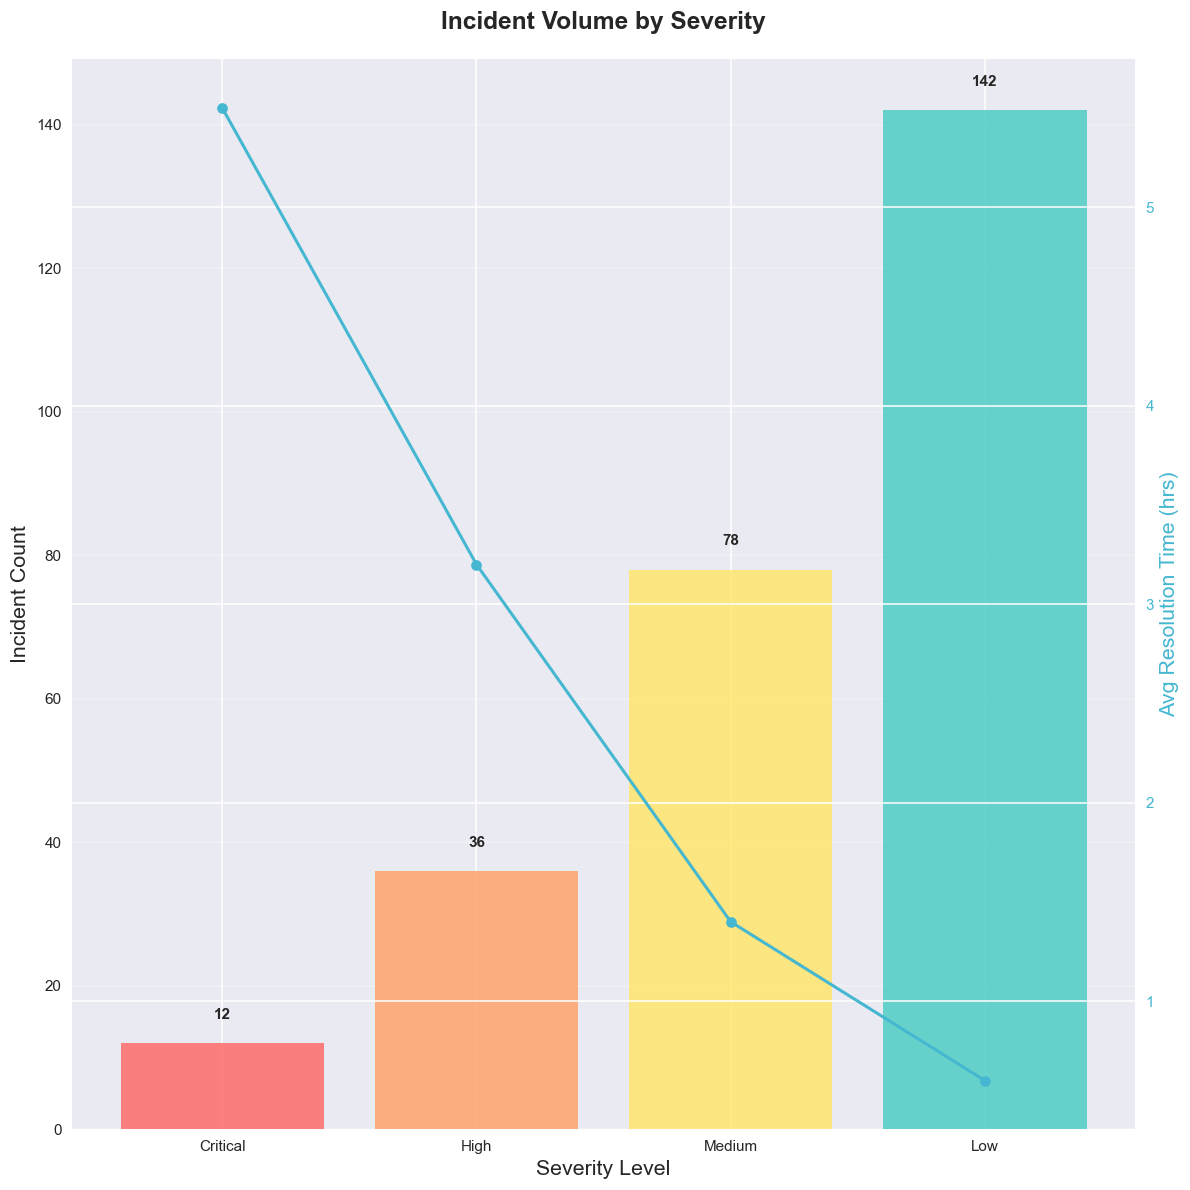 Incident Volume by Severity
142
140
5
120
4
100
Avg Resolution Time (hrs)
Incident Count
78
80
3
60
2
40
36
20
1
12
0
Critical
High
Medium
Low
Severity Level